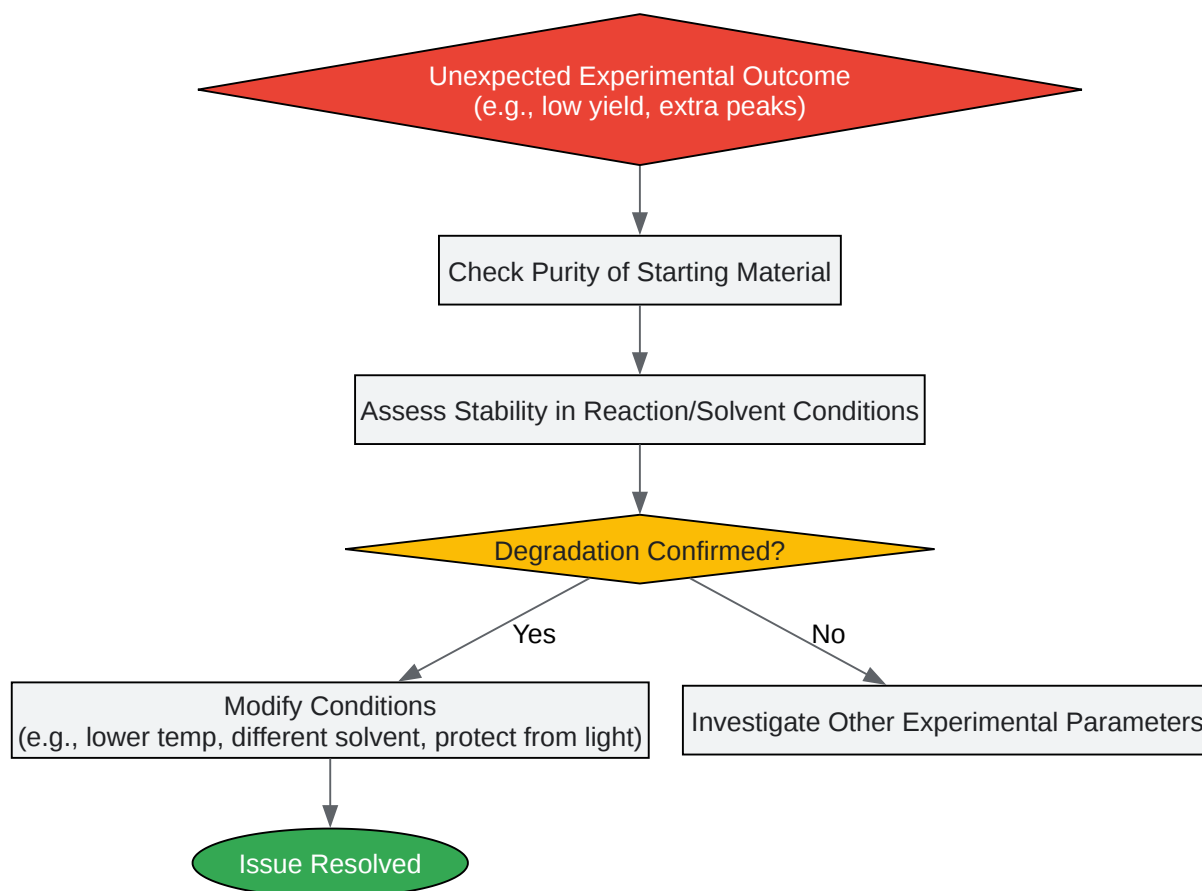 Unexpected Experimental Outcome
(e.g., low yield, extra peaks)
Check Purity of Starting Material
Assess Stability in Reaction/Solvent Conditions
Degradation Confirmed?
Yes
No
Modify Conditions
(e.g., lower temp, different solvent, protect from light)
Investigate Other Experimental Parameters
Issue Resolved